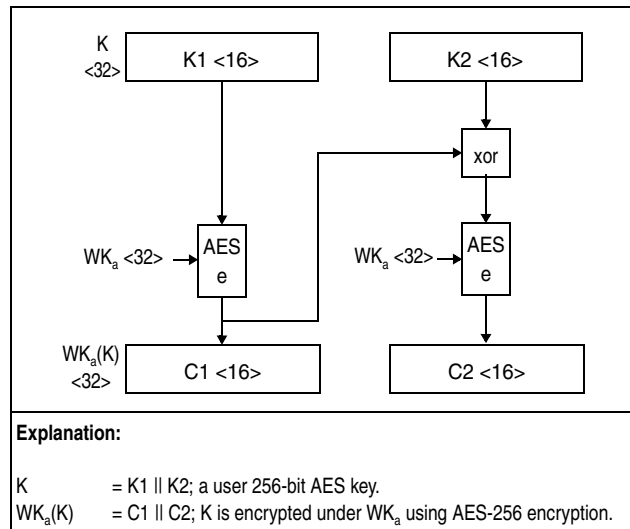 K
<32>
K1 <16>
K2 <16>
xor
WKa <32>
AES
e
WKa <32>
AES
e
WKa(K)
<32>
C1 <16>
C2 <16>
Explanation:
K = K1 || K2; a user 256-bit AES key.
WKa(K) = C1 || C2; K is encrypted under WKa using AES-256 encryption.